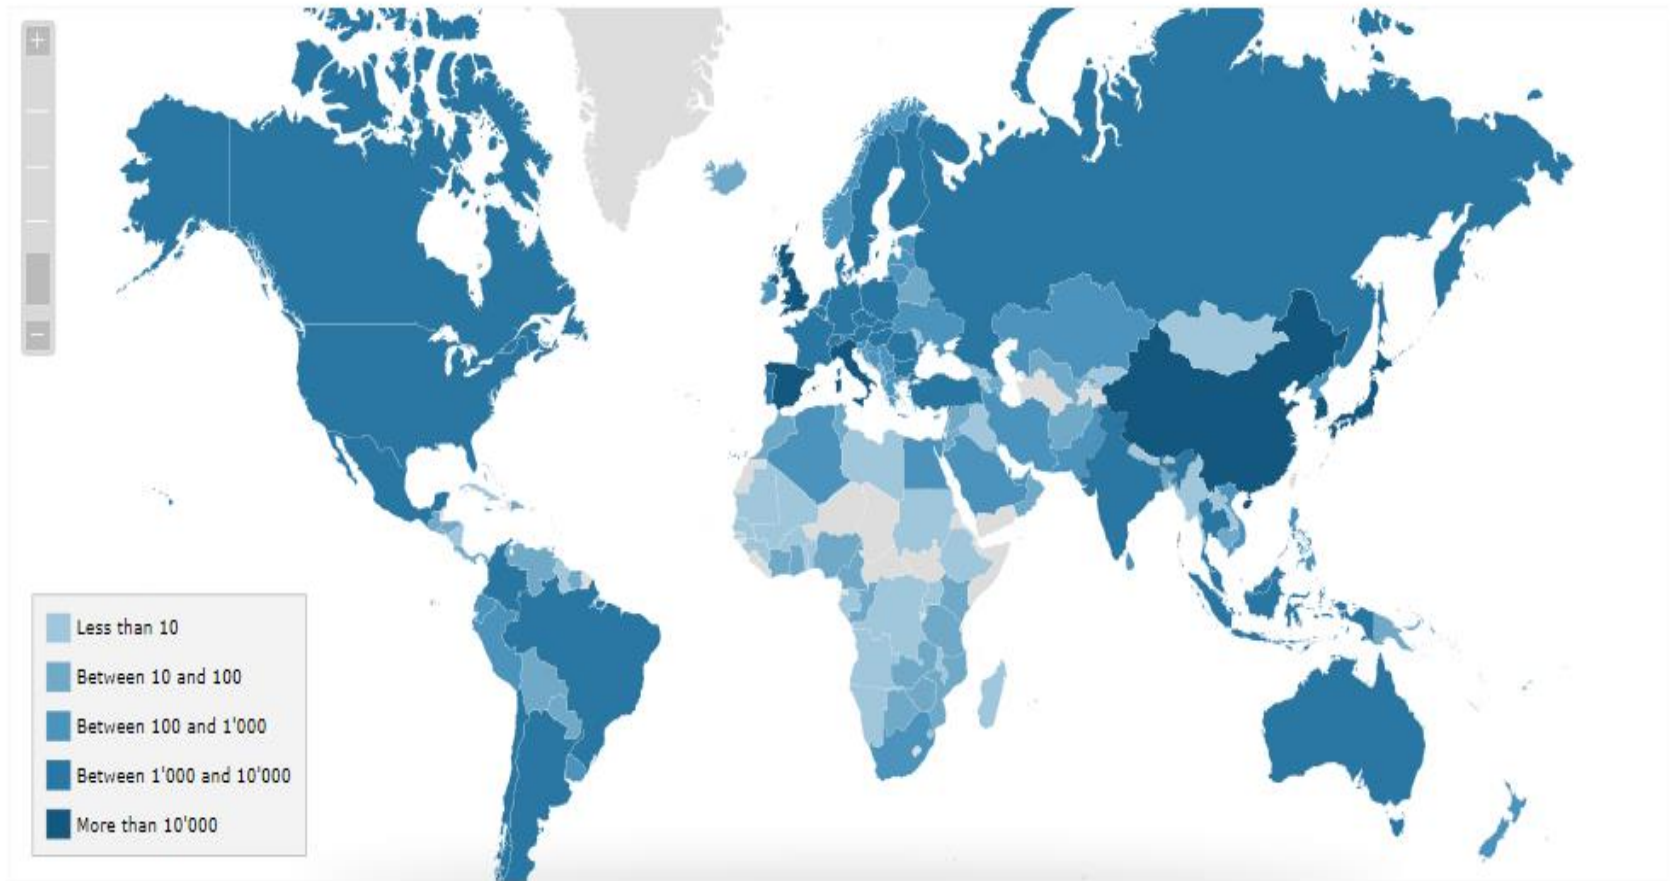 +
−
Less than 10
Between 10 and 100
Between 100 and 1'000
Between 1'000 and 10'000
More than 10'000